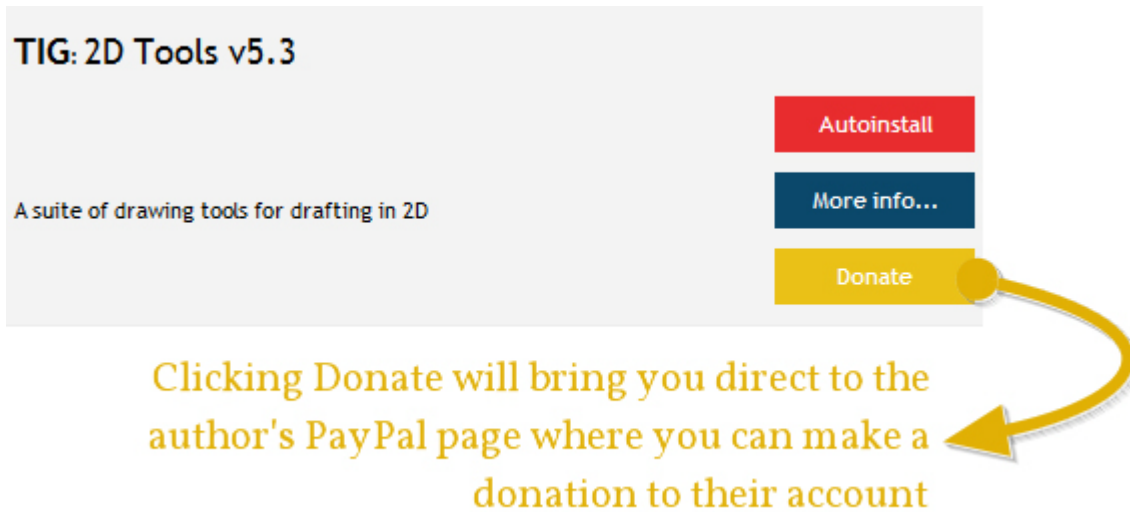 TIG: 2D Tools v5.3
Autoinstall
A suite of drawing tools for drafting in 2D
More info...
Donate
Clicking Donate will bring you direct to the
author's PayPal page where you can make a
donation to their account